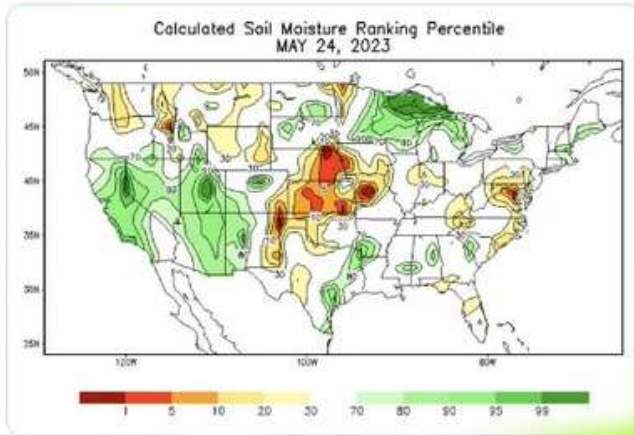 Calculated Soil Moisture Ranking Percentile
MAY 24, 2023
50N
45N
40N
35N
30N
25N
120W
100W
80W
1 5 10 20 30 70 80 90 95 99